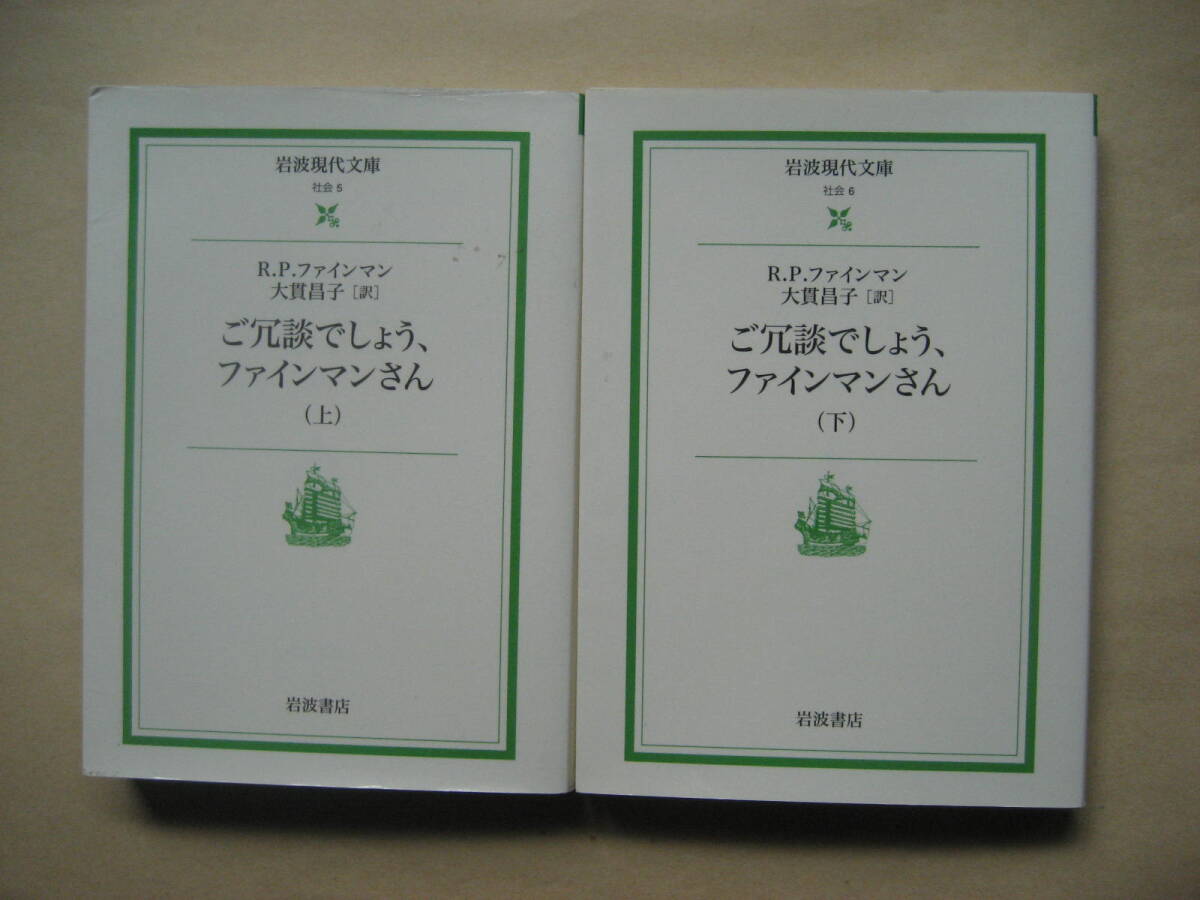 岩波現代文庫
社会 5
R.P.ファインマン
大貫昌子［訳］
ご冗談でしょう、
ファインマンさん
（上）
岩波書店
岩波現代文庫
社会 6
R.P.ファインマン
大貫昌子［訳］
ご冗談でしょう、
ファインマンさん
（下）
岩波書店